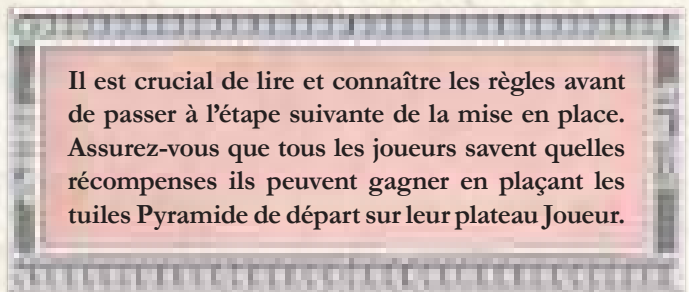 Il est crucial de lire et connaître les règles avant
de passer à l’étape suivante de la mise en place.
Assurez-vous que tous les joueurs savent quelles
récompenses ils peuvent gagner en plaçant les
tuiles Pyramide de départ sur leur plateau Joueur.